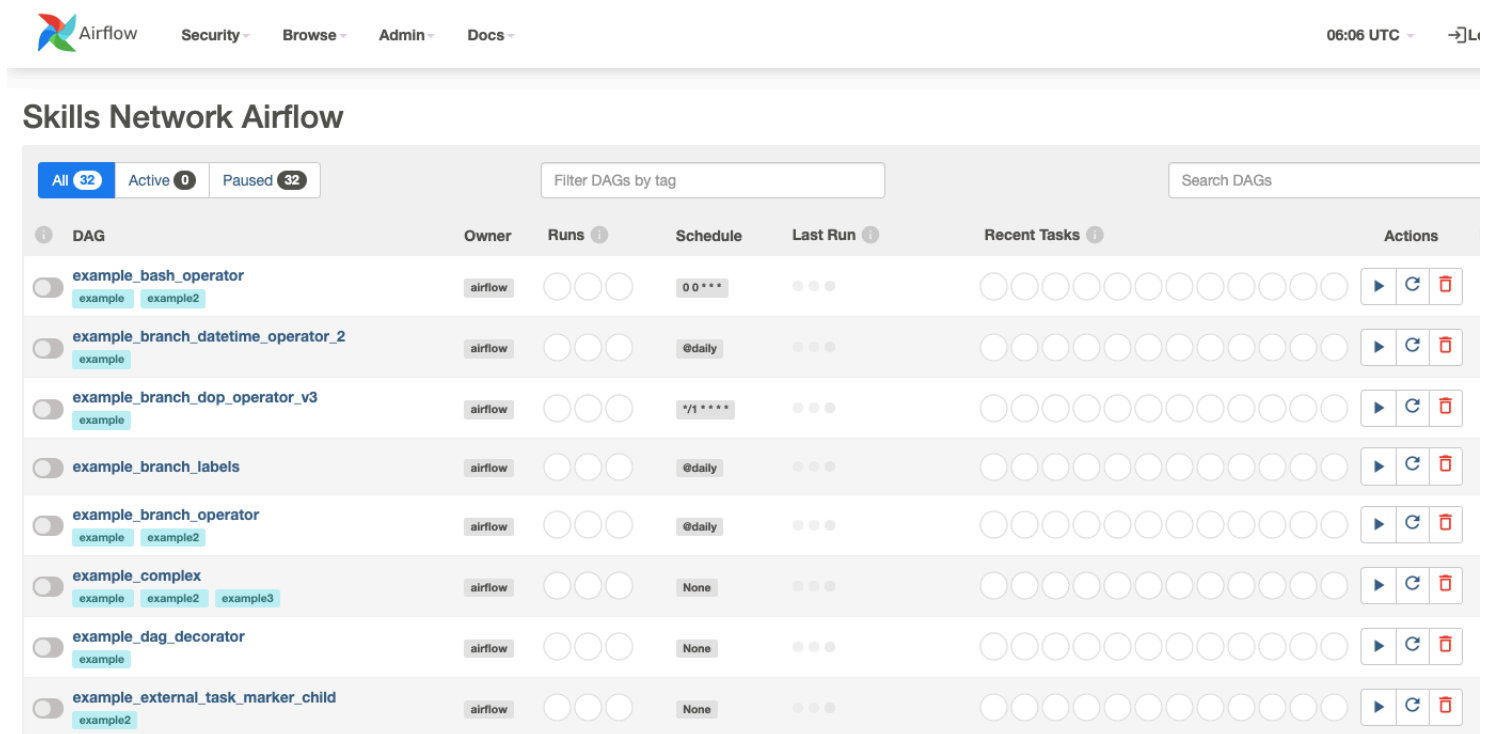 Airflow Security Browse Admin Docs 06:06 UTC
Skills Network Airflow
All 32 Active 0 Paused 32 Filter DAGs by tag Search DAGs
DAG Owner Runs Schedule Last Run Recent Tasks Actions
example_bash_operator
example example2
airflow 0 0 * * *
example_branch_datetime_operator_2
example
airflow @daily
example_branch_dop_operator_v3
example
airflow */1 * * * *
example_branch_labels airflow @daily
example_branch_operator
example example2
airflow @daily
example_complex
example example2 example3
airflow None
example_dag_decorator
example
airflow None
example_external_task_marker_child
example2
airflow None